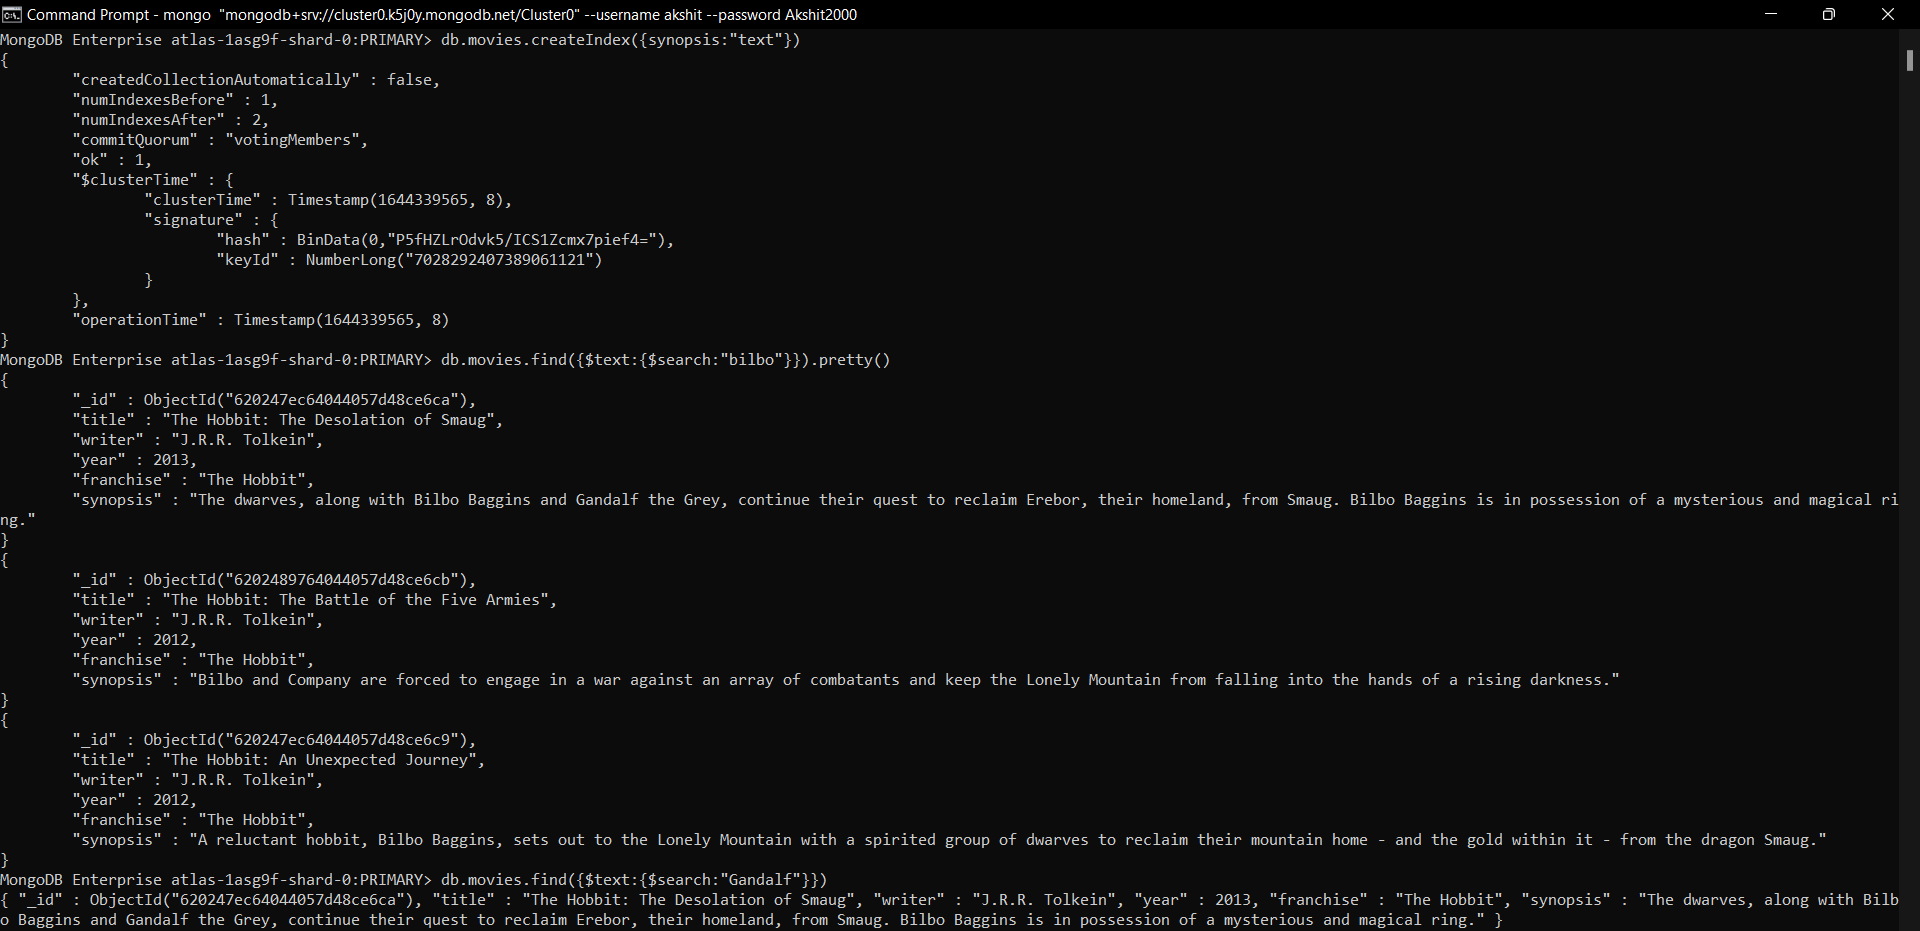 Command Prompt - mongo "mongodb+srv://cluster0.k5j0y.mongodb.net/Cluster0" --username akshit --password Akshit2000
MongoDB Enterprise atlas-1asg9f-shard-0:PRIMARY> db.movies.createIndex({synopsis:"text"})
{
"createdCollectionAutomatically" : false,
"numIndexesBefore" : 1,
"numIndexesAfter" : 2,
"commitQuorum" : "votingMembers",
"ok" : 1,
"$clusterTime" : {
"clusterTime" : Timestamp(1644339565, 8),
"signature" : {
"hash" : BinData(0,"P5fHZLrOdvk5/ICS1Zcmx7pief4="),
"keyId" : NumberLong("7028292407389061121")
}
},
"operationTime" : Timestamp(1644339565, 8)
}
MongoDB Enterprise atlas-1asg9f-shard-0:PRIMARY> db.movies.find({$text:{$search:"bilbo"}}).pretty()
{
"_id" : ObjectId("620247ec64044057d48ce6ca"),
"title" : "The Hobbit: The Desolation of Smaug",
"writer" : "J.R.R. Tolkein",
"year" : 2013,
"franchise" : "The Hobbit",
"synopsis" : "The dwarves, along with Bilbo Baggins and Gandalf the Grey, continue their quest to reclaim Erebor, their homeland, from Smaug. Bilbo Baggins is in possession of a mysterious and magical ri
ng."
}
{
"_id" : ObjectId("6202489764044057d48ce6cb"),
"title" : "The Hobbit: The Battle of the Five Armies",
"writer" : "J.R.R. Tolkein",
"year" : 2012,
"franchise" : "The Hobbit",
"synopsis" : "Bilbo and Company are forced to engage in a war against an array of combatants and keep the Lonely Mountain from falling into the hands of a rising darkness."
}
{
"_id" : ObjectId("620247ec64044057d48ce6c9"),
"title" : "The Hobbit: An Unexpected Journey",
"writer" : "J.R.R. Tolkein",
"year" : 2012,
"franchise" : "The Hobbit",
"synopsis" : "A reluctant hobbit, Bilbo Baggins, sets out to the Lonely Mountain with a spirited group of dwarves to reclaim their mountain home - and the gold within it - from the dragon Smaug."
}
MongoDB Enterprise atlas-1asg9f-shard-0:PRIMARY> db.movies.find({$text:{$search:"Gandalf"}})
{ "_id" : ObjectId("620247ec64044057d48ce6ca"), "title" : "The Hobbit: The Desolation of Smaug", "writer" : "J.R.R. Tolkein", "year" : 2013, "franchise" : "The Hobbit", "synopsis" : "The dwarves, along with Bilb
o Baggins and Gandalf the Grey, continue their quest to reclaim Erebor, their homeland, from Smaug. Bilbo Baggins is in possession of a mysterious and magical ring." }